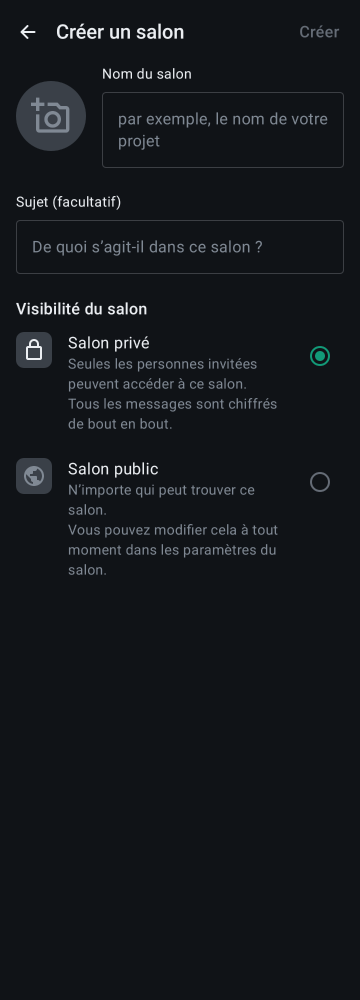 Créer un salon
Créer
Nom du salon
par exemple, le nom de votre
projet
Sujet (facultatif)
De quoi s’agit-il dans ce salon ?
Visibilité du salon
Salon privé
Seules les personnes invitées
peuvent accéder à ce salon.
Tous les messages sont chiffrés
de bout en bout.
Salon public
N’importe qui peut trouver ce
salon.
Vous pouvez modifier cela à tout
moment dans les paramètres du
salon.